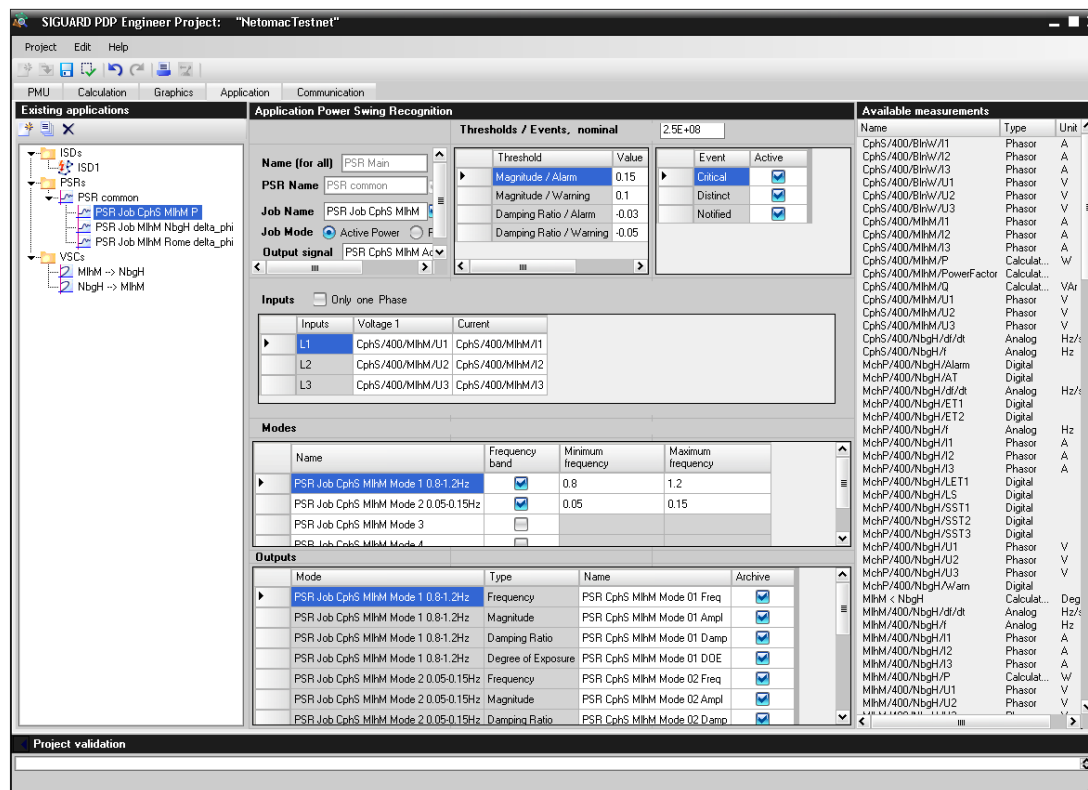 SIGUARD PDP Engineer Project: "NetomacTestnet"
Project Edit Help
PMU Calculation Graphics Application Communication
Existing applications
ISDs
ISD1
PSRs
PSR common
PSR Job CphS MlhM P
PSR Job MlhM NbgH delta_phi
PSR Job MlhM Rome delta_phi
VSCs
MlhM --> NbgH
NbgH --> MlhM
Application Power Swing Recognition
Thresholds / Events, nominal 2.5E+08
Name (for all) PSR Main
PSR Name PSR common
Job Name PSR Job CphS MlhM
Job Mode Active Power
Output signal PSR CphS MlhM Ac
Threshold Value
Magnitude / Alarm 0.15
Magnitude / Warning 0.1
Damping Ratio / Alarm -0.03
Damping Ratio / Warning -0.05
Event Active
Critical
Distinct
Notified
Inputs Only one Phase
Inputs Voltage 1 Current
L1 CphS/400/MlhM/U1 CphS/400/MlhM/I1
L2 CphS/400/MlhM/U2 CphS/400/MlhM/I2
L3 CphS/400/MlhM/U3 CphS/400/MlhM/I3
Modes
Name Frequency band Minimum frequency Maximum frequency
PSR Job CphS MlhM Mode 1 0.8-1.2Hz 0.8 1.2
PSR Job CphS MlhM Mode 2 0.05-0.15Hz 0.05 0.15
PSR Job CphS MlhM Mode 3
PSR Job CphS MlhM Mode 4
Outputs
Mode Type Name Archive
PSR Job CphS MlhM Mode 1 0.8-1.2Hz Frequency PSR CphS MlhM Mode 01 Freq
PSR Job CphS MlhM Mode 1 0.8-1.2Hz Magnitude PSR CphS MlhM Mode 01 Ampl
PSR Job CphS MlhM Mode 1 0.8-1.2Hz Damping Ratio PSR CphS MlhM Mode 01 Damp
PSR Job CphS MlhM Mode 1 0.8-1.2Hz Degree of Exposure PSR CphS MlhM Mode 01 DOE
PSR Job CphS MlhM Mode 2 0.05-0.15Hz Frequency PSR CphS MlhM Mode 02 Freq
PSR Job CphS MlhM Mode 2 0.05-0.15Hz Magnitude PSR CphS MlhM Mode 02 Ampl
PSR Job CphS MlhM Mode 2 0.05-0.15Hz Damping Ratio PSR CphS MlhM Mode 02 Damp
Available measurements
Name Type Unit
CphS/400/BlnW/I1 Phasor A
CphS/400/BlnW/I2 Phasor A
CphS/400/BlnW/I3 Phasor A
CphS/400/BlnW/U1 Phasor V
CphS/400/BlnW/U2 Phasor V
CphS/400/BlnW/U3 Phasor V
CphS/400/MlhM/I1 Phasor A
CphS/400/MlhM/I2 Phasor A
CphS/400/MlhM/I3 Phasor A
CphS/400/MlhM/P Calculat... W
CphS/400/MlhM/PowerFactor Calculat...
CphS/400/MlhM/Q Calculat... VAr
CphS/400/MlhM/U1 Phasor V
CphS/400/MlhM/U2 Phasor V
CphS/400/MlhM/U3 Phasor V
CphS/400/NbgH/df/dt Analog Hz/s
CphS/400/NbgH/f Analog Hz
MchP/400/NbgH/Alarm Digital
MchP/400/NbgH/AT Digital
MchP/400/NbgH/df/dt Analog Hz/s
MchP/400/NbgH/ET1 Digital
MchP/400/NbgH/ET2 Digital
MchP/400/NbgH/f Analog Hz
MchP/400/NbgH/I1 Phasor A
MchP/400/NbgH/I2 Phasor A
MchP/400/NbgH/I3 Phasor A
MchP/400/NbgH/LET1 Digital
MchP/400/NbgH/LS Digital
MchP/400/NbgH/SST1 Digital
MchP/400/NbgH/SST2 Digital
MchP/400/NbgH/SST3 Digital
MchP/400/NbgH/U1 Phasor V
MchP/400/NbgH/U2 Phasor V
MchP/400/NbgH/U3 Phasor V
MchP/400/NbgH/Warn Digital
MlhM < NbgH Calculat... Deg
MlhM/400/NbgH/df/dt Analog Hz/s
MlhM/400/NbgH/f Analog Hz
MlhM/400/NbgH/I1 Phasor A
MlhM/400/NbgH/I2 Phasor A
MlhM/400/NbgH/I3 Phasor A
MlhM/400/NbgH/P Calculat... W
MlhM/400/NbgH/U1 Phasor V
MlhM/400/NbgH/U2 Phasor V
Project validation